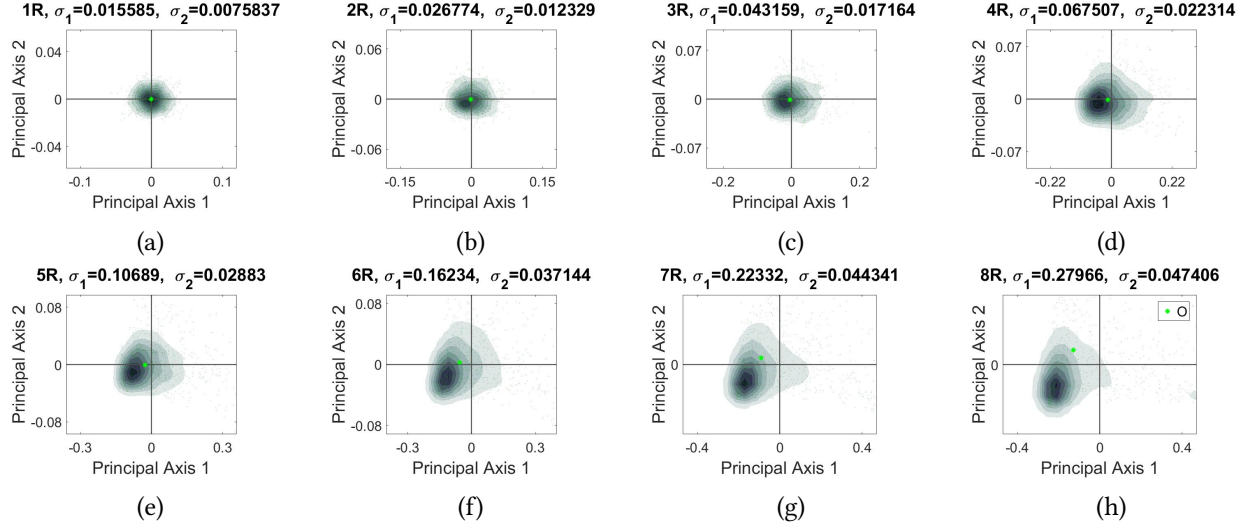 1R, σ1=0.015585, σ2=0.0075837
2R, σ1=0.026774, σ2=0.012329
3R, σ1=0.043159, σ2=0.017164
4R, σ1=0.067507, σ2=0.022314
Principal Axis 2
0.04
0
-0.04
-0.1
0
0.1
Principal Axis 1
Principal Axis 2
0.06
0
-0.06
-0.15
0
0.15
Principal Axis 1
Principal Axis 2
0.07
0
-0.07
-0.2
0
0.2
Principal Axis 1
Principal Axis 2
0.07
0
-0.07
-0.22
0
0.22
Principal Axis 1
(a)
(b)
(c)
(d)
5R, σ1=0.10689, σ2=0.02883
6R, σ1=0.16234, σ2=0.037144
7R, σ1=0.22332, σ2=0.044341
8R, σ1=0.27966, σ2=0.047406
Principal Axis 2
0.08
0
-0.08
-0.3
0
0.3
Principal Axis 1
Principal Axis 2
0.08
0
-0.08
-0.3
0
0.3
Principal Axis 1
Principal Axis 2
0
-0.4
0
0.4
Principal Axis 1
Principal Axis 2
0
O
-0.4
0
0.4
Principal Axis 1
(e)
(f)
(g)
(h)